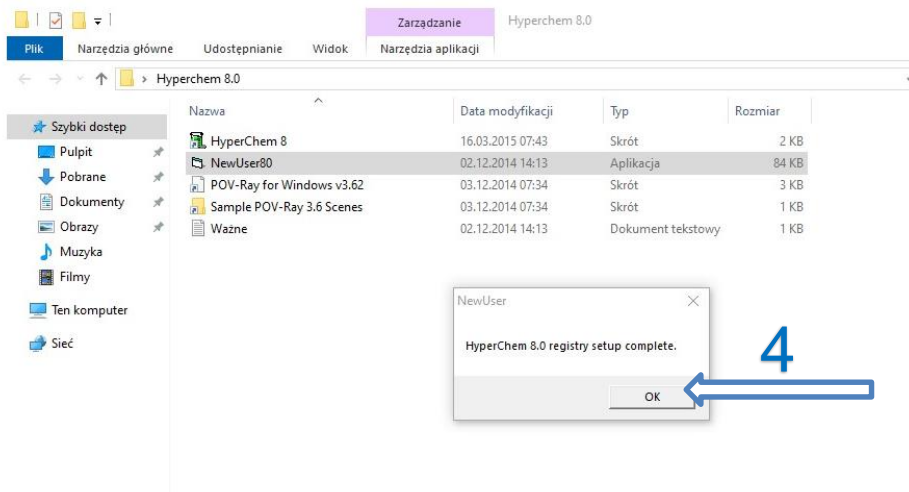 Zarządzanie Hyperchem 8.0
Plik Narzędzia główne Udostępnianie Widok Narzędzia aplikacji
Hyperchem 8.0
Nazwa Data modyfikacji Typ Rozmiar
Szybki dostęp
Pulpit
Pobrane
Dokumenty
Obrazy
Muzyka
Filmy
Ten komputer
Sieć
HyperChem 8 16.03.2015 07:43 Skrót 2 KB
NewUser80 02.12.2014 14:13 Aplikacja 84 KB
POV-Ray for Windows v3.62 03.12.2014 07:34 Skrót 3 KB
Sample POV-Ray 3.6 Scenes 03.12.2014 07:34 Skrót 1 KB
Ważne 02.12.2014 14:13 Dokument tekstowy 1 KB
NewUser
HyperChem 8.0 registry setup complete.
OK
4